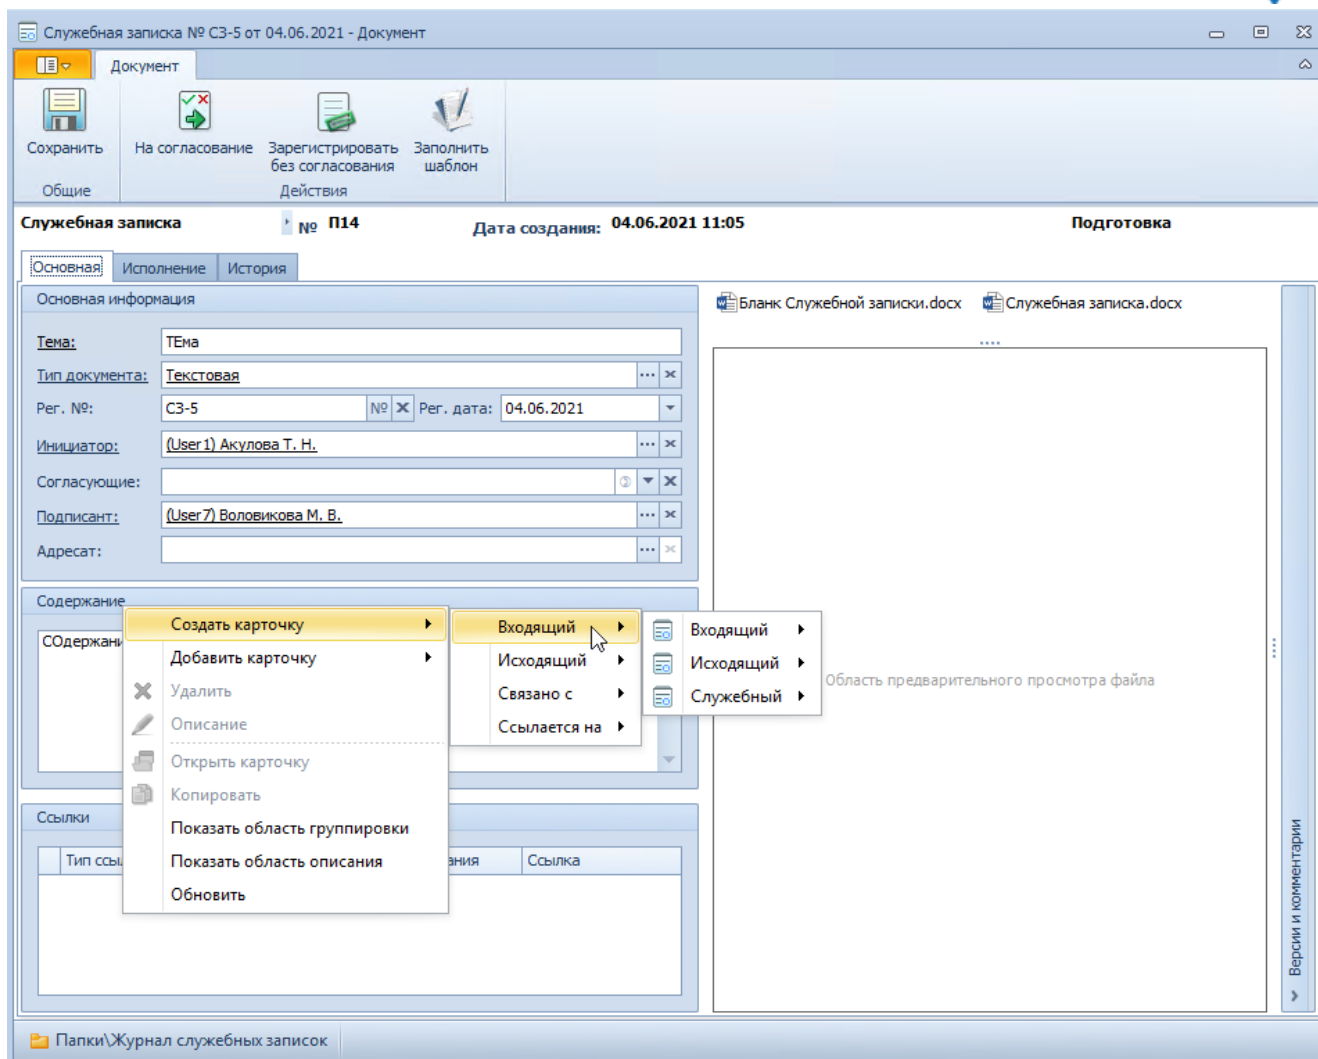 Служебная записка № СЗ-5 от 04.06.2021 - Документ
Документ
Сохранить
На согласование
Зарегистрировать
без согласования
Заполнить
шаблон
Общие
Действия
Служебная записка № П14 Дата создания: 04.06.2021 11:05 Подготовка
Основная Исполнение История
Основная информация
Тема: ТЕма
Тип документа: Текстовая
Рег. №: СЗ-5 № Рег. дата: 04.06.2021
Инициатор: (User1) Акулова Т. Н.
Согласующие:
Подписант: (User7) Воловикова М. В.
Адресат:
Бланк Служебной записки.docx Служебная записка.docx
Область предварительного просмотра файла
Версии и комментарии
Содержание
СОдержани
Создать карточку
Добавить карточку
Удалить
Описание
Открыть карточку
Копировать
Показать область группировки
Показать область описания
Обновить
Входящий
Исходящий
Связано с
Ссылается на
Входящий
Исходящий
Служебный
Ссылки
Тип ссы ания Ссылка
Папки\Журнал служебных записок